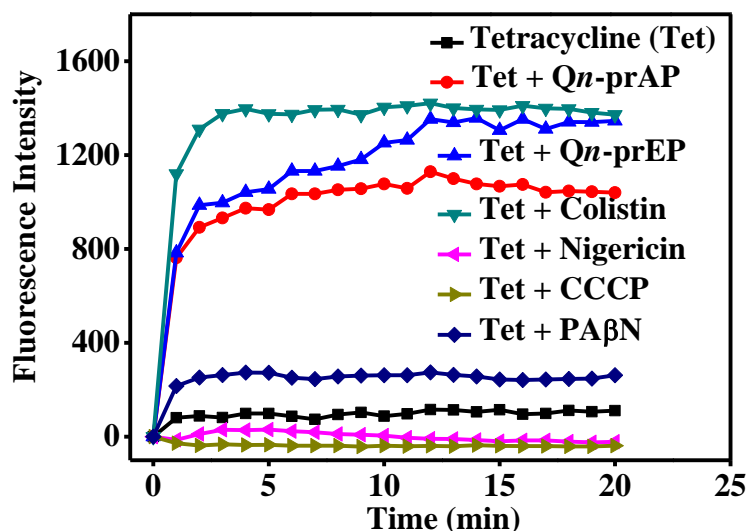 Fluorescence Intensity
1600
1200
800
400
0
Tetracycline (Tet)
Tet + Qn-prAP
Tet + Qn-prEP
Tet + Colistin
Tet + Nigericin
Tet + CCCP
Tet + PAβN
0 5 10 15 20 25
Time (min)